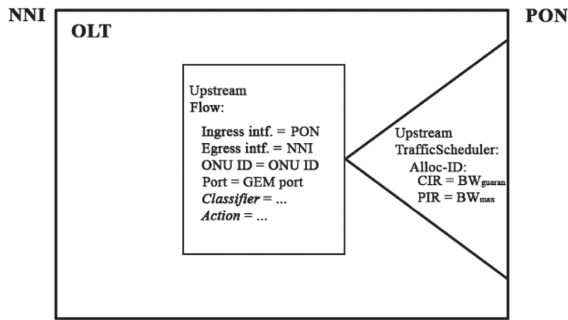 NNI
PON
OLT
Upstream
Flow:
Ingress intf. = PON
Egress intf. = NNI
ONU ID = ONU ID
Port = GEM port
Classifier = ...
Action = ...
Upstream
TrafficScheduler:
Alloc-ID:
CIR = BWguaran
PIR = BWmax